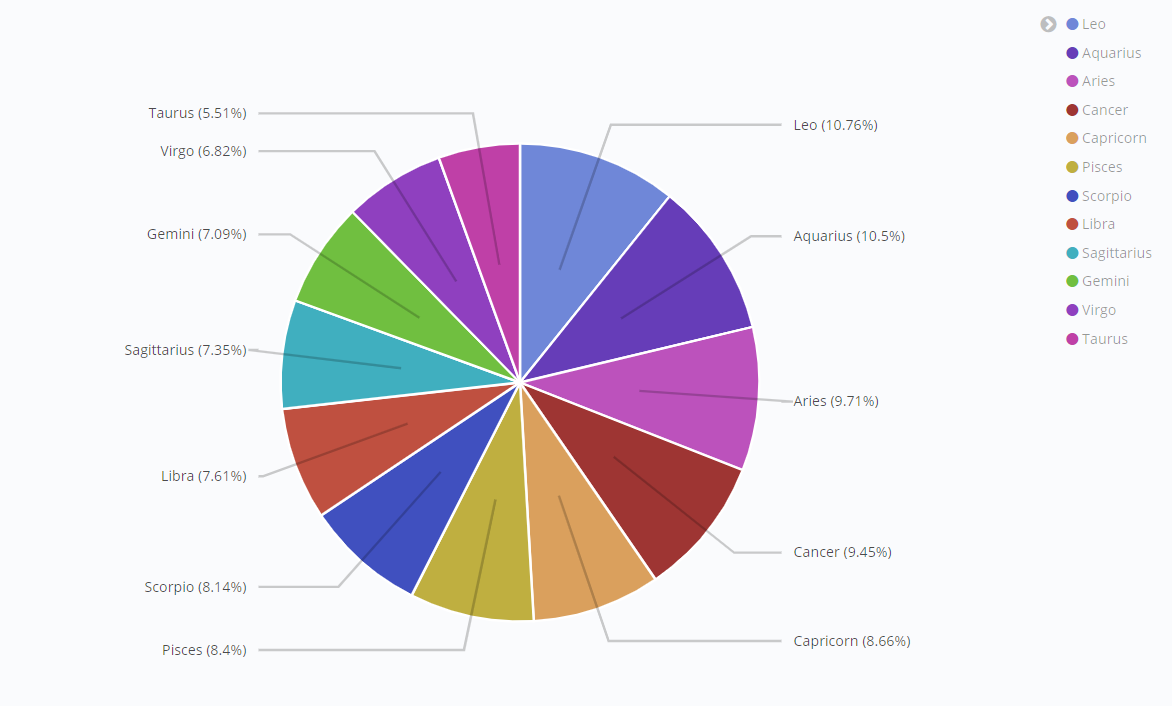 Leo
Aquarius
Aries
Cancer
Capricorn
Pisces
Scorpio
Libra
Sagittarius
Gemini
Virgo
Taurus
Taurus (5.51%)
Virgo (6.82%)
Gemini (7.09%)
Sagittarius (7.35%)
Libra (7.61%)
Scorpio (8.14%)
Pisces (8.4%)
Leo (10.76%)
Aquarius (10.5%)
Aries (9.71%)
Cancer (9.45%)
Capricorn (8.66%)